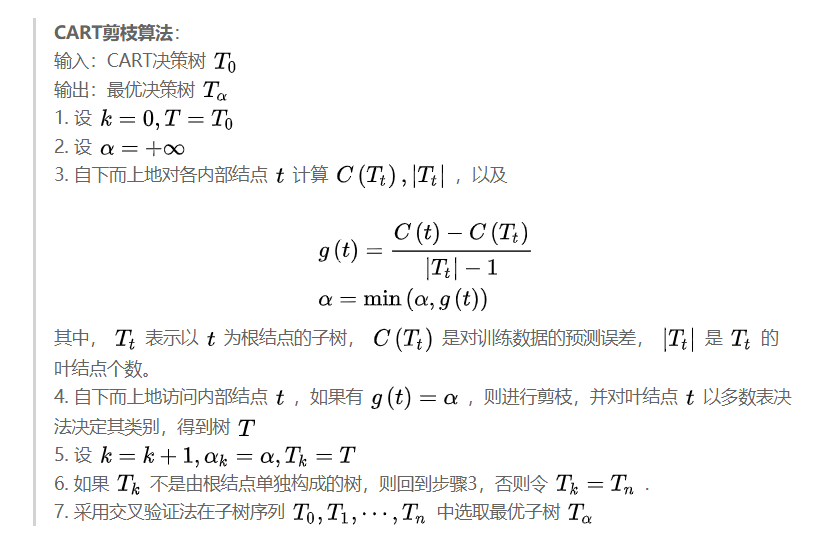 CART剪枝算法：
输入：CART决策树 $T_0$
输出：最优决策树 $T_\alpha$
1. 设 $k = 0, T = T_0$
2. 设 $\alpha = +\infty$
3. 自下而上地对各内部结点 $t$ 计算 $C(T_t), |T_t|$ ，以及
$g(t) = \frac{C(t) - C(T_t)}{|T_t| - 1}$
$\alpha = \min(\alpha, g(t))$
其中， $T_t$ 表示以 $t$ 为根结点的子树， $C(T_t)$ 是对训练数据的预测误差， $|T_t|$ 是 $T_t$ 的
叶结点个数。
4. 自下而上地访问内部结点 $t$ ，如果有 $g(t) = \alpha$ ，则进行剪枝，并对叶结点 $t$ 以多数表决
法决定其类别，得到树 $T$
5. 设 $k = k + 1, \alpha_k = \alpha, T_k = T$
6. 如果 $T_k$ 不是由根结点单独构成的树，则回到步骤3，否则令 $T_k = T_n$ .
7. 采用交叉验证法在子树序列 $T_0, T_1, \cdots, T_n$ 中选取最优子树 $T_\alpha$